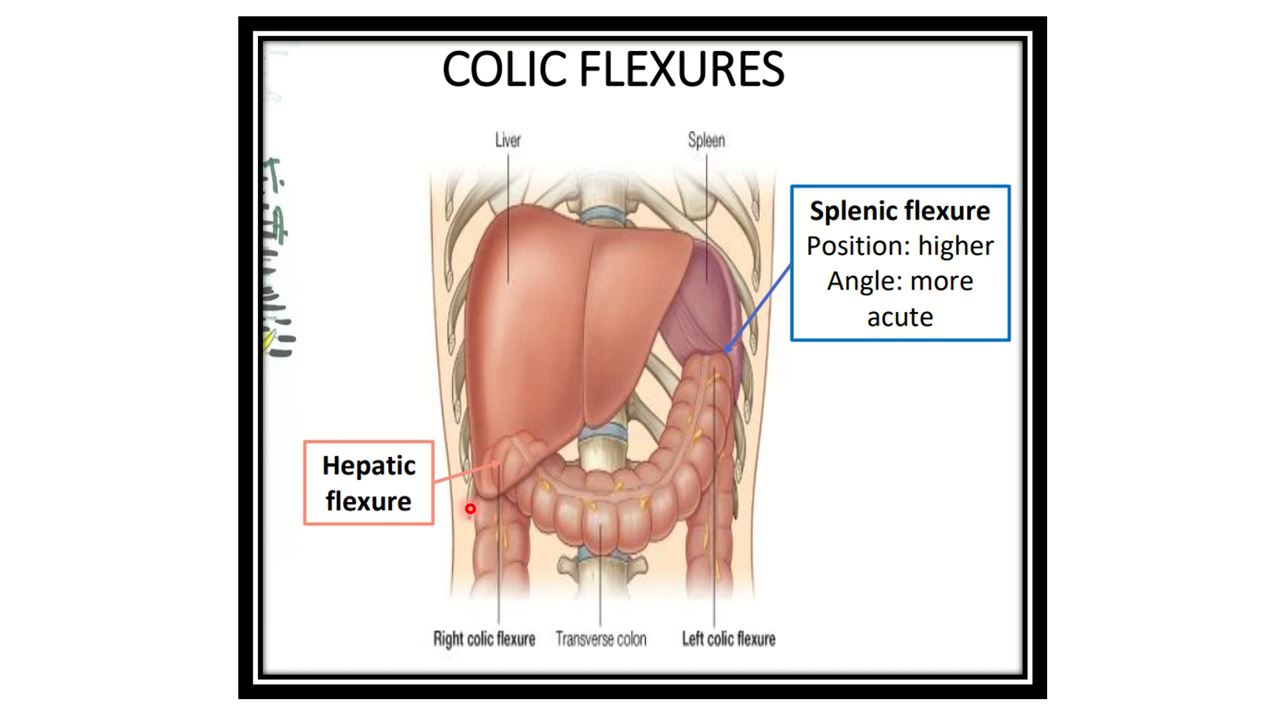 COLIC FLEXURES
Liver
Spleen
Splenic flexure
Position: higher
Angle: more
acute
Hepatic
flexure
Right colic flexure
Transverse colon
Left colic flexure